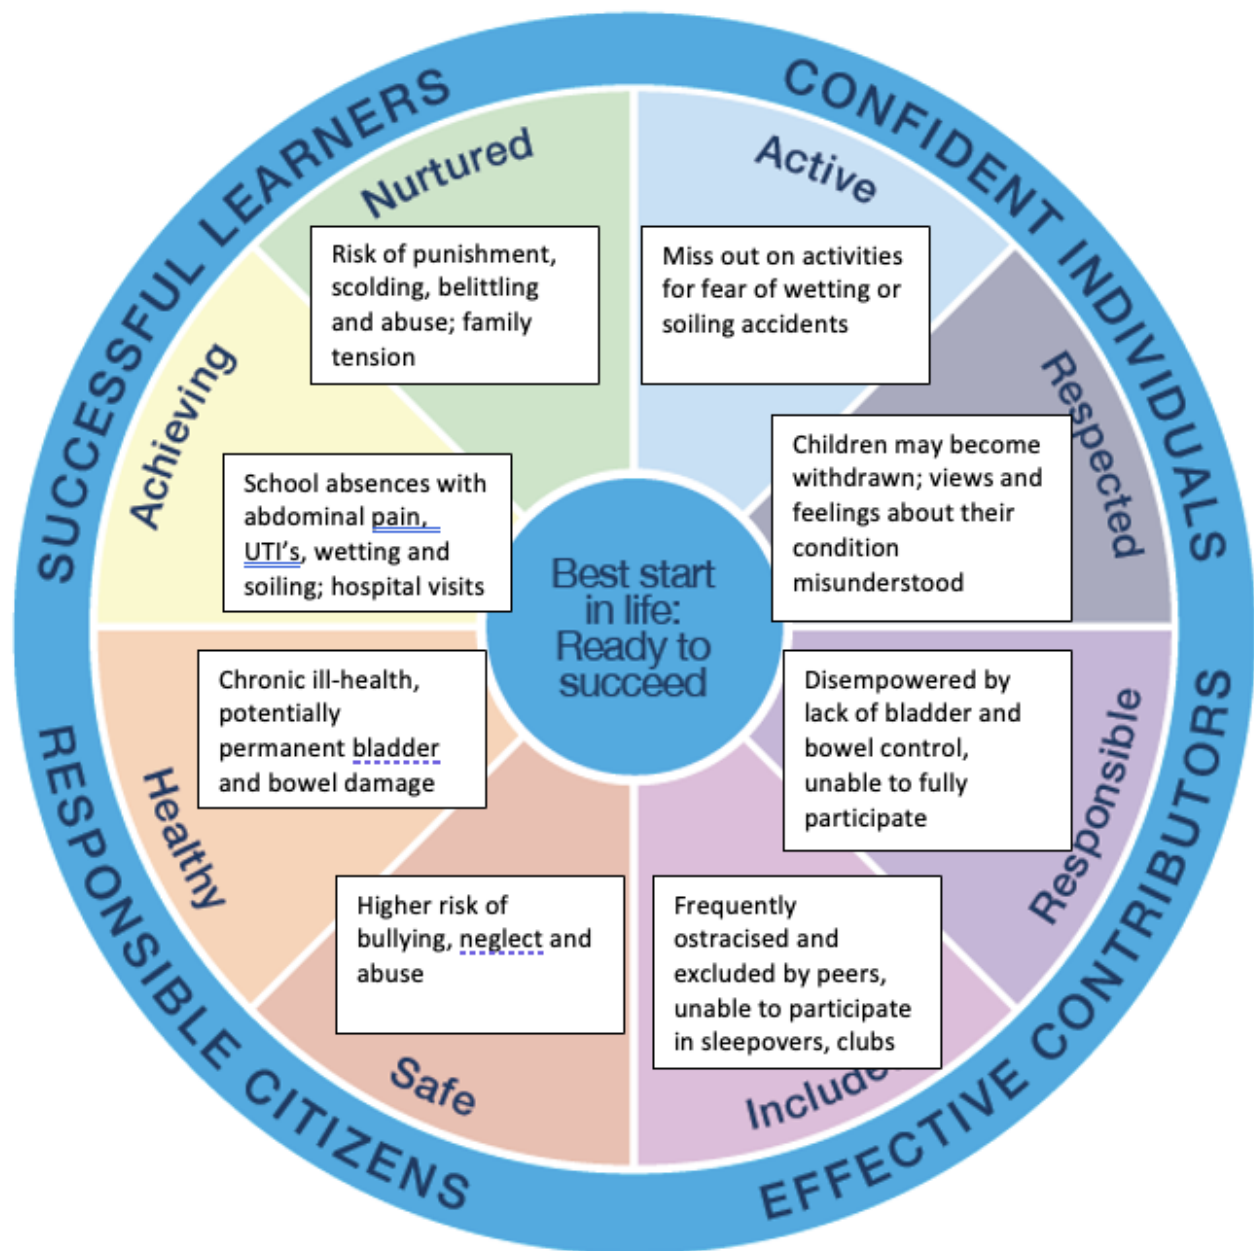 SUCCESSFUL LEARNERS
CONFIDENT INDIVIDUALS
Nurtured
Risk of punishment,
scolding, belittling
and abuse; family
tension
Active
Miss out on activities
for fear of wetting or
soiling accidents
Achieving
School absences with
abdominal pain,
UTI's, wetting and
soiling; hospital visits
Respected
Children may become
withdrawn; views and
feelings about their
condition
misunderstood
Best start
in life:
Ready to
succeed
Healthy
Chronic ill-health,
potentially
permanent bladder
and bowel damage
Responsible
Disempowered by
lack of bladder and
bowel control,
unable to fully
participate
Safe
Higher risk of
bullying, neglect and
abuse
Frequently
ostracised and
excluded by peers,
unable to participate
in sleepovers, clubs
Include
RESPONSIBLE CITIZENS
EFFECTIVE CONTRIBUTORS